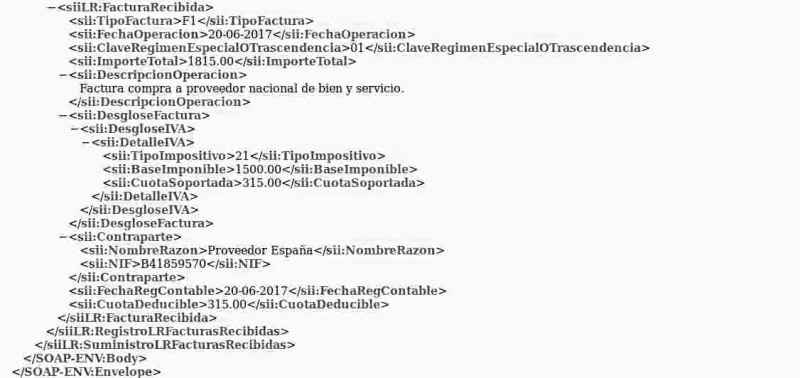 −<siiLR:FacturaRecibida>
<sii:TipoFactura>F1</sii:TipoFactura>
<sii:FechaOperacion>20-06-2017</sii:FechaOperacion>
<sii:ClaveRegimenEspecialOTrascendencia>01</sii:ClaveRegimenEspecialOTrascendencia>
<sii:ImporteTotal>1815.00</sii:ImporteTotal>
−<sii:DescripcionOperacion>
Factura compra a proveedor nacional de bien y servicio.
</sii:DescripcionOperacion>
−<sii:DesgloseFactura>
−<sii:DesgloseIVA>
−<sii:DetalleIVA>
<sii:TipoImpositivo>21</sii:TipoImpositivo>
<sii:BaseImponible>1500.00</sii:BaseImponible>
<sii:CuotaSoportada>315.00</sii:CuotaSoportada>
</sii:DetalleIVA>
</sii:DesgloseIVA>
</sii:DesgloseFactura>
−<sii:Contraparte>
<sii:NombreRazon>Proveedor España</sii:NombreRazon>
<sii:NIF>B41859570</sii:NIF>
</sii:Contraparte>
<sii:FechaRegContable>20-06-2017</sii:FechaRegContable>
<sii:CuotaDeducible>315.00</sii:CuotaDeducible>
</siiLR:FacturaRecibida>
</siiLR:RegistroLRFacturasRecibidas>
</siiLR:SuministroLRFacturasRecibidas>
</SOAP-ENV:Body>
</SOAP-ENV:Envelope>